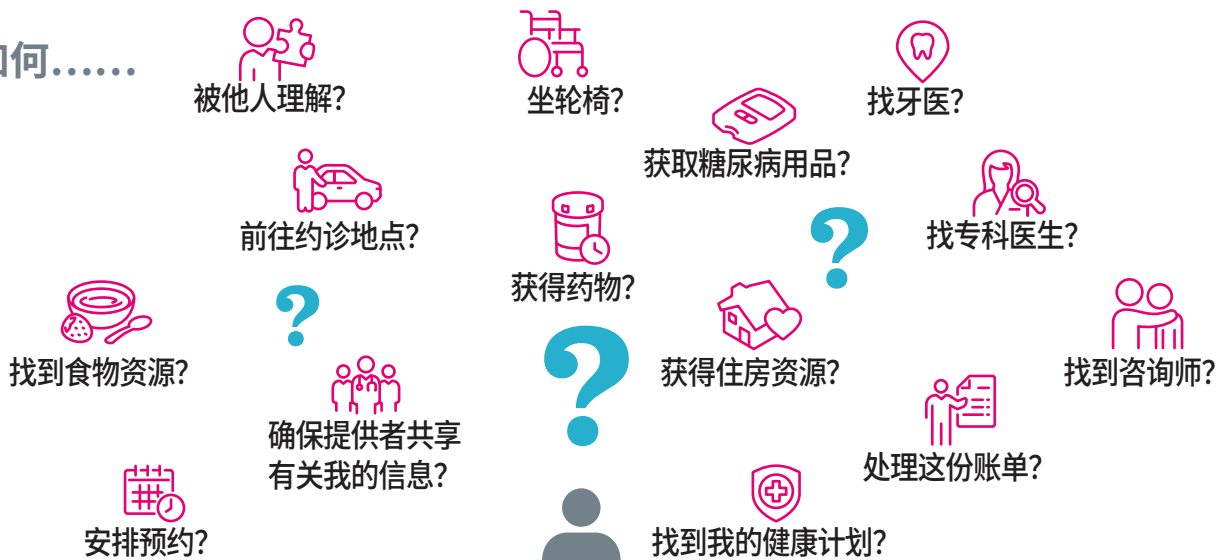 如何……
被他人理解？
坐轮椅？
找牙医？
获取糖尿病用品？
前往约诊地点？
找专科医生？
获得药物？
?
?
找到食物资源？
?
获得住房资源？
找到咨询师？
确保提供者共享
有关我的信息？
处理这份账单？
安排预约？
找到我的健康计划？